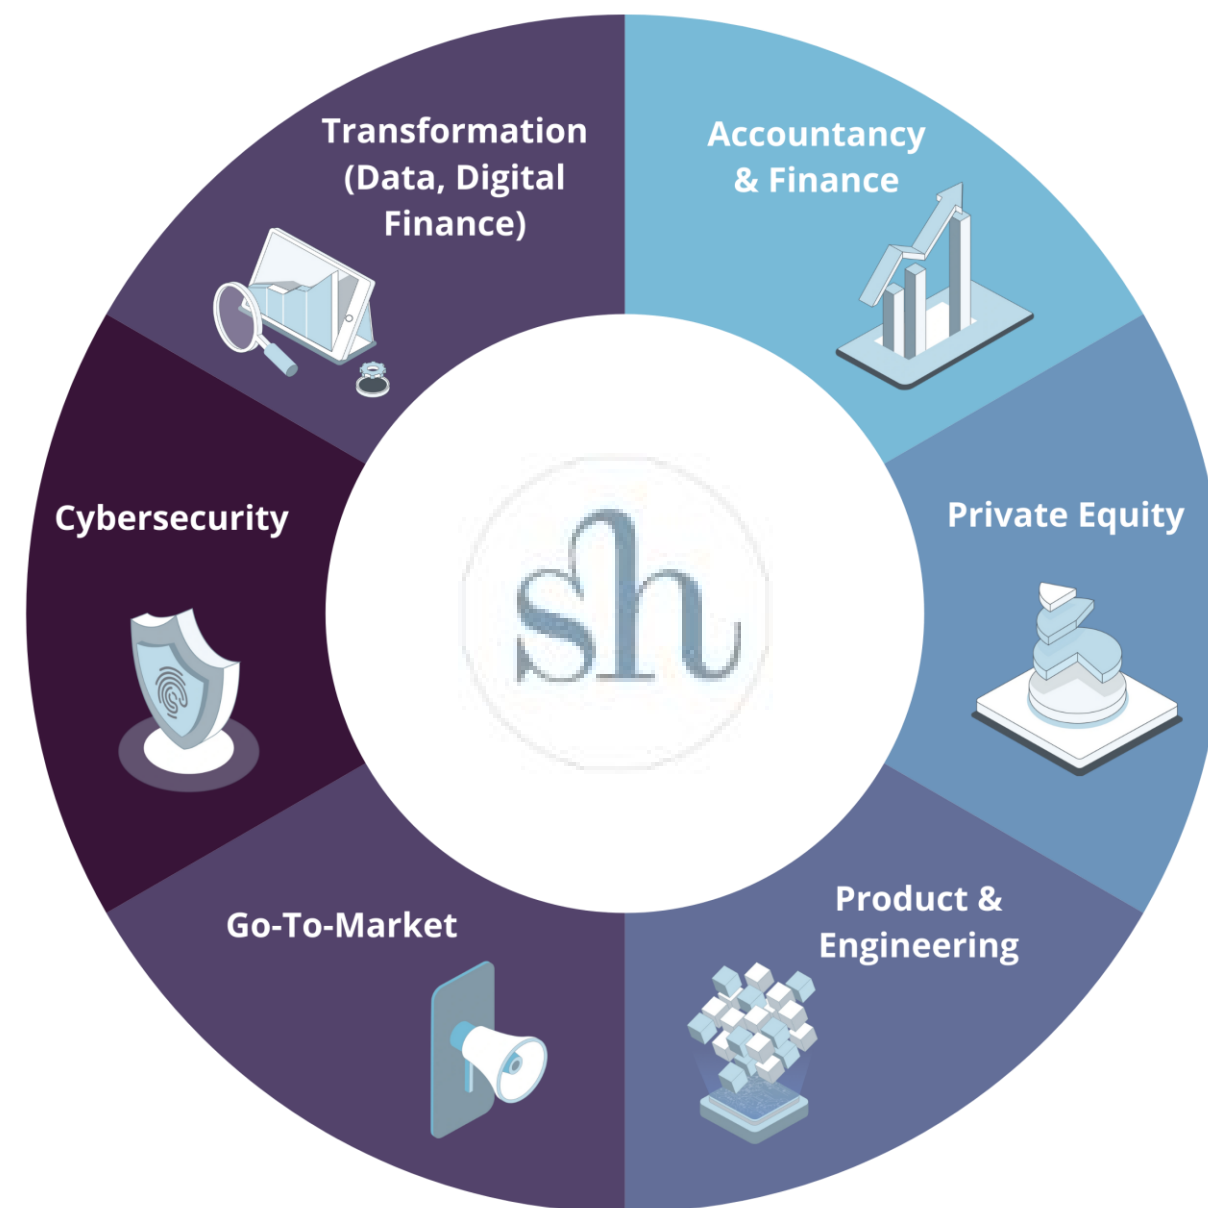 Transformation
(Data, Digital
Finance)
Accountancy
& Finance
Cybersecurity
Private Equity
sh
Go-To-Market
Product &
Engineering